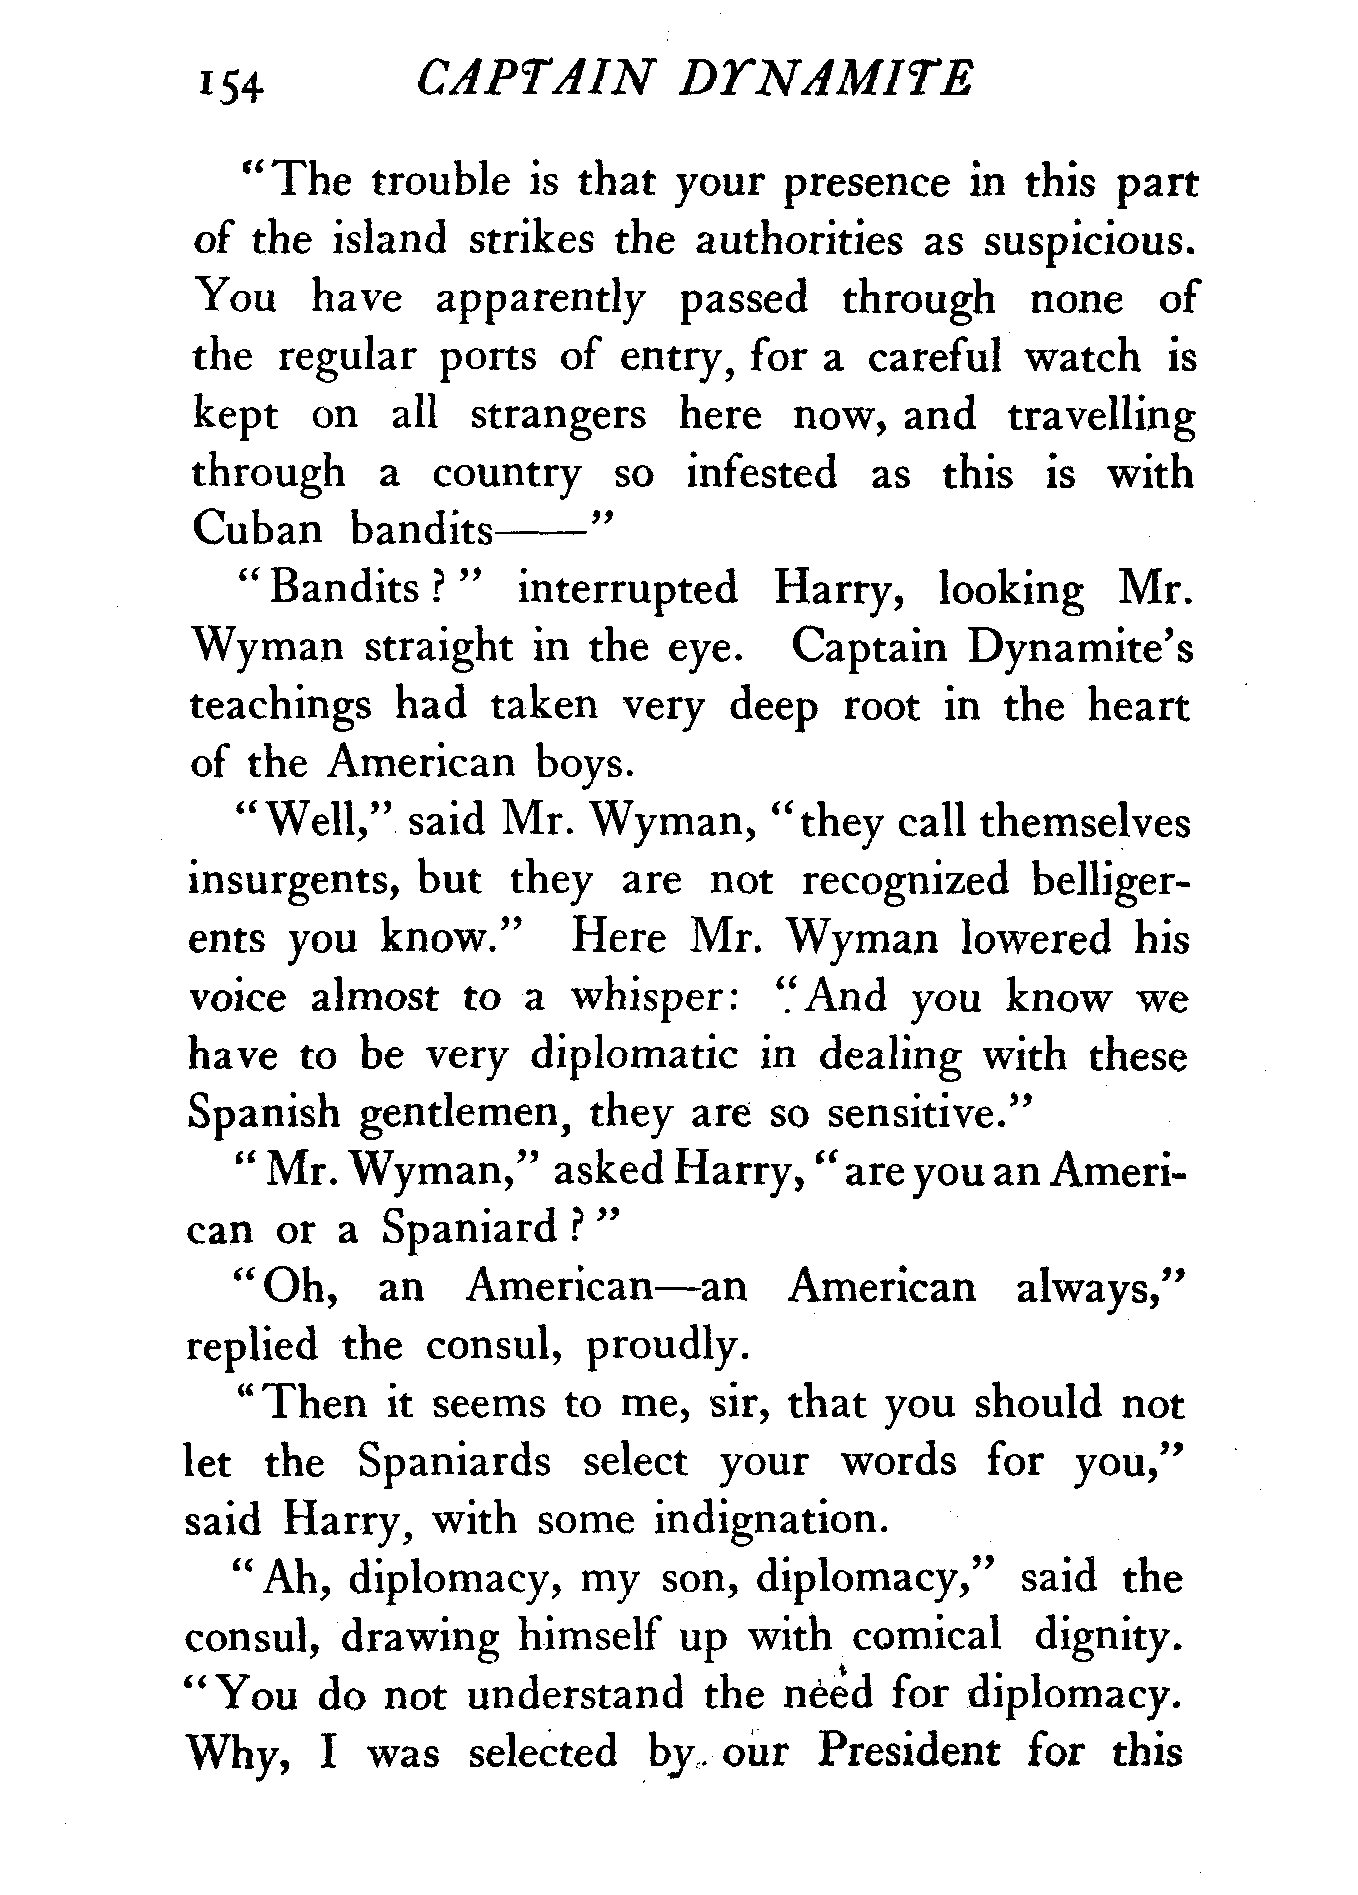 154 CAPTAIN DYNAMITE
"The trouble is that your presence in this part
of the island strikes the authorities as suspicious.
You have apparently passed through none of
the regular ports of entry, for a careful watch is
kept on all strangers here now, and travelling
through a country so infested as this is with
Cuban bandits——"
"Bandits?" interrupted Harry, looking Mr.
Wyman straight in the eye. Captain Dynamite's
teachings had taken very deep root in the heart
of the American boys.
"Well," said Mr. Wyman, "they call themselves
insurgents, but they are not recognized belliger-
ents you know." Here Mr. Wyman lowered his
voice almost to a whisper: "And you know we
have to be very diplomatic in dealing with these
Spanish gentlemen, they are so sensitive."
"Mr. Wyman," asked Harry, "are you an Ameri-
can or a Spaniard?"
"Oh, an American—an American always,"
replied the consul, proudly.
"Then it seems to me, sir, that you should not
let the Spaniards select your words for you,"
said Harry, with some indignation.
"Ah, diplomacy, my son, diplomacy," said the
consul, drawing himself up with comical dignity.
"You do not understand the need for diplomacy.
Why, I was selected by our President for this